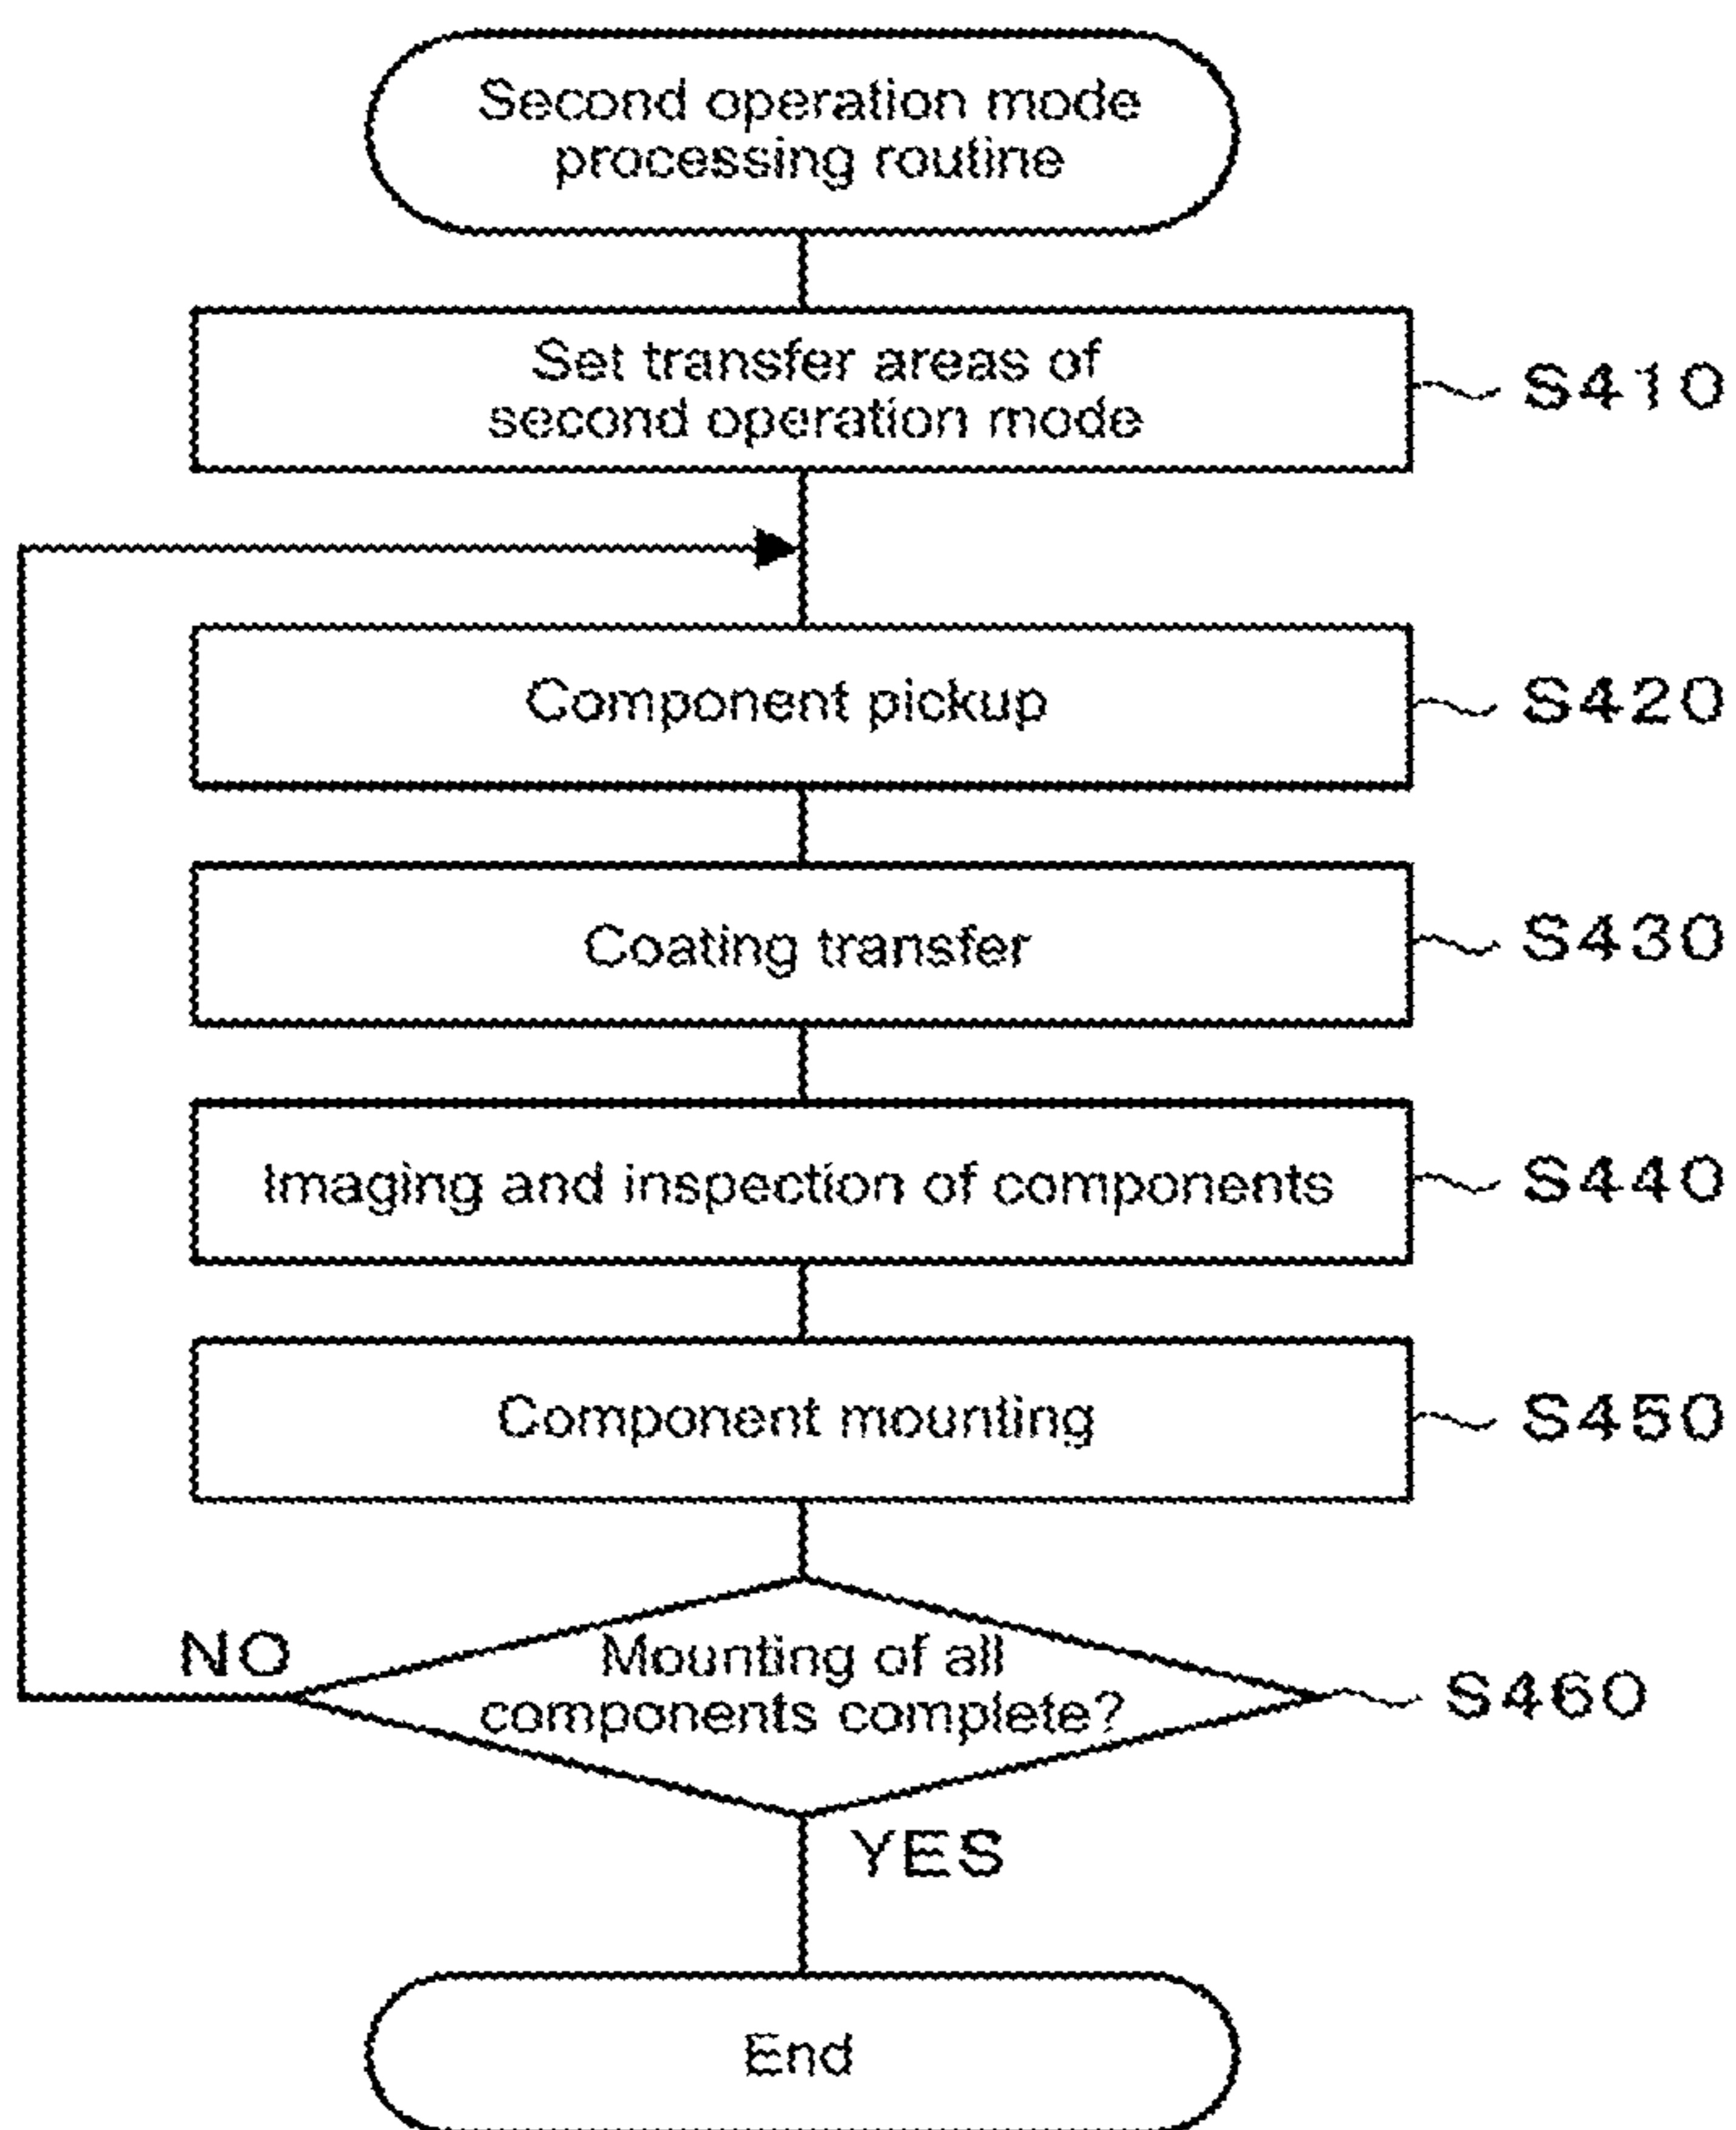 Second operation mode
processing routine
Set transfer areas of
second operation mode
S410
Component pickup
S420
Coating transfer
S430
Imaging and inspection of components
S440
Component mounting
S450
NO
Mounting of all
components complete?
S460
YES
End